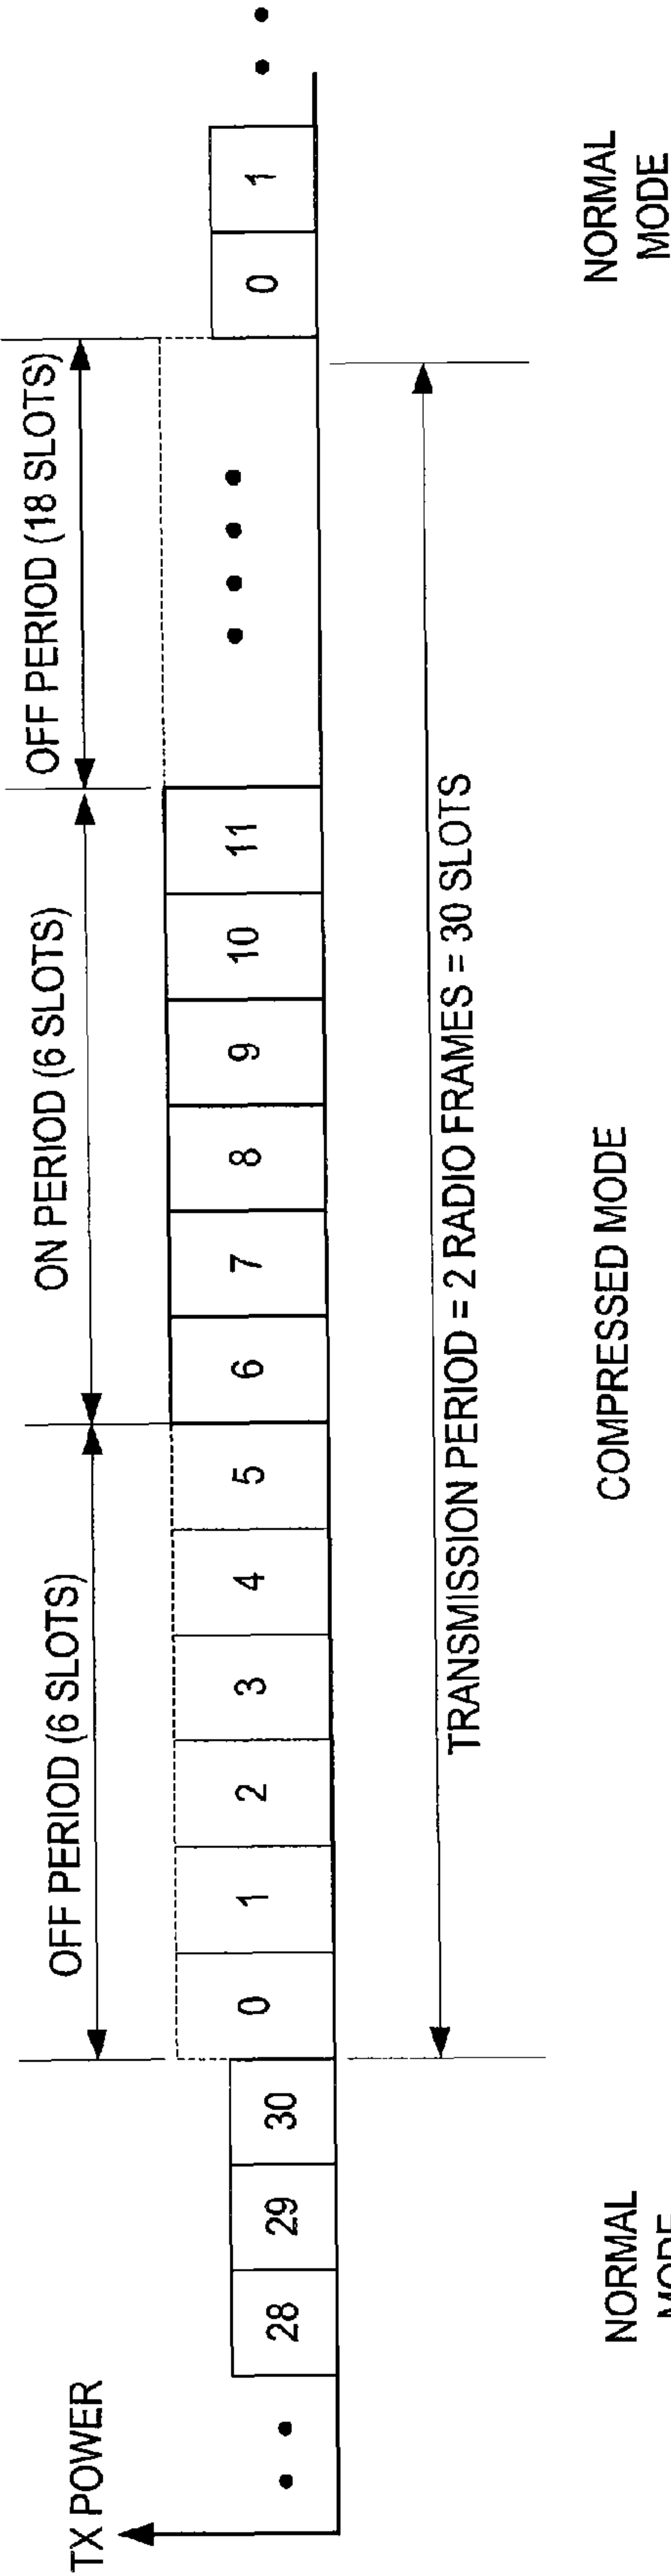 TX POWER
OFF PERIOD (6 SLOTS)
ON PERIOD (6 SLOTS)
OFF PERIOD (18 SLOTS)
28 29 30 0 1 2 3 4 5 6 7 8 9 10 11 0 1
TRANSMISSION PERIOD = 2 RADIO FRAMES = 30 SLOTS
NORMAL
MODE
COMPRESSED MODE
NORMAL
MODE